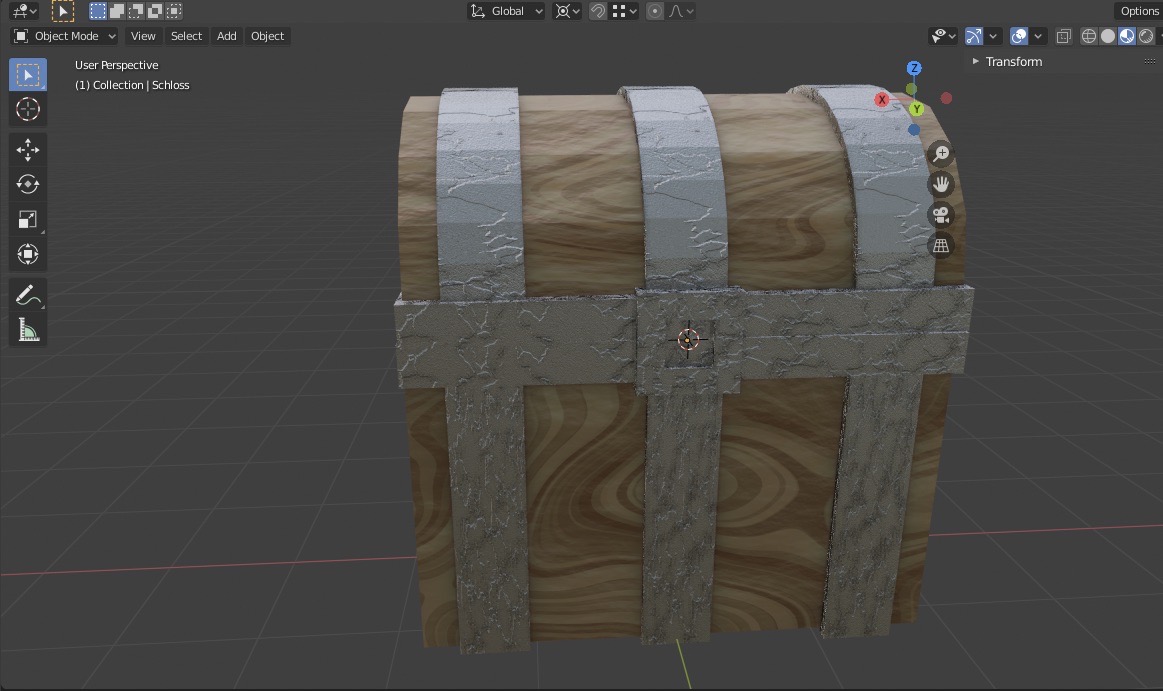 Global
Options
Object Mode View Select Add Object
User Perspective
(1) Collection | Schloss
Transform
Z
X
Y